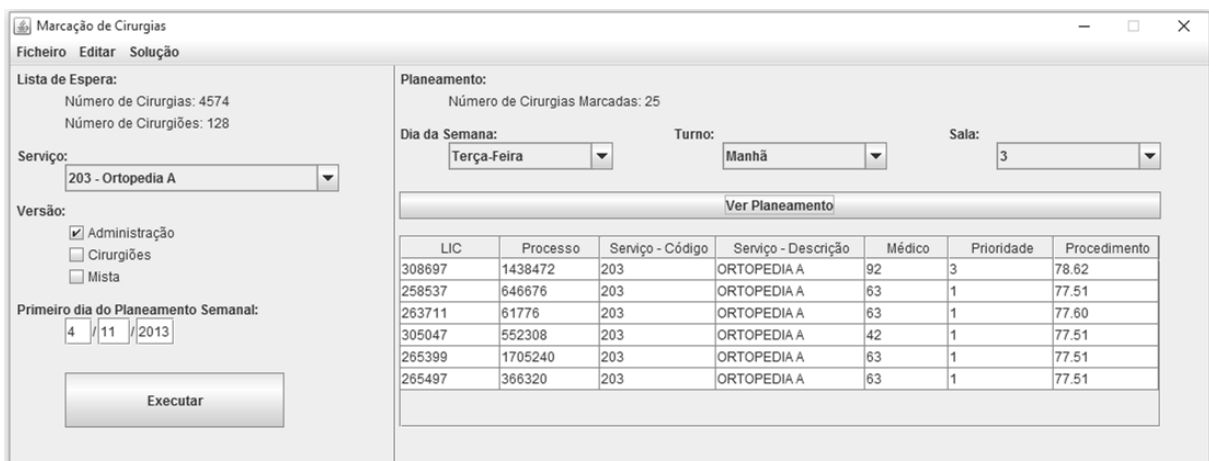 Marcação de Cirurgias
Ficheiro Editar Solução
Lista de Espera:
Número de Cirurgias: 4574
Número de Cirurgiões: 128
Serviço:
203 - Ortopedia A
Versão:
Administração
Cirurgiões
Mista
Primeiro dia do Planeamento Semanal:
4 / 11 / 2013
Executar
Planeamento:
Número de Cirurgias Marcadas: 25
Dia da Semana: Turno: Sala:
Terça-Feira Manhã 3
Ver Planeamento
LIC Processo Serviço - Código Serviço - Descrição Médico Prioridade Procedimento
308697 1438472 203 ORTOPEDIA A 92 3 78.62
258537 646676 203 ORTOPEDIA A 63 1 77.51
263711 61776 203 ORTOPEDIA A 63 1 77.60
305047 552308 203 ORTOPEDIA A 42 1 77.51
265399 1705240 203 ORTOPEDIA A 63 1 77.51
265497 366320 203 ORTOPEDIA A 63 1 77.51